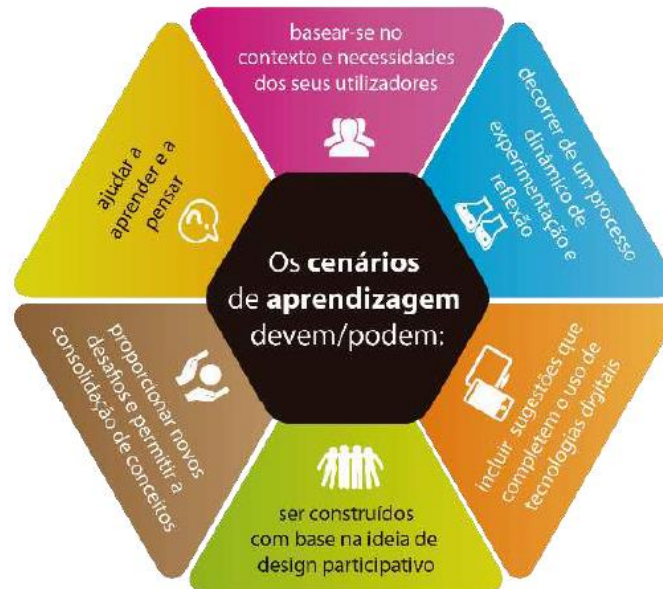 Os cenários
de aprendizagem
devem/podem:
basear-se no
contexto e necessidades
dos seus utilizadores
decorrer de um processo
dinâmico de
experimentação e
reflexão
incluir sugestões que
completem o uso de
tecnologias digitais
ser construídos
com base na ideia de
design participativo
proporcionar novos
desafios e permitir a
consolidação de conceitos
ajudar a
aprender e a
pensar
?